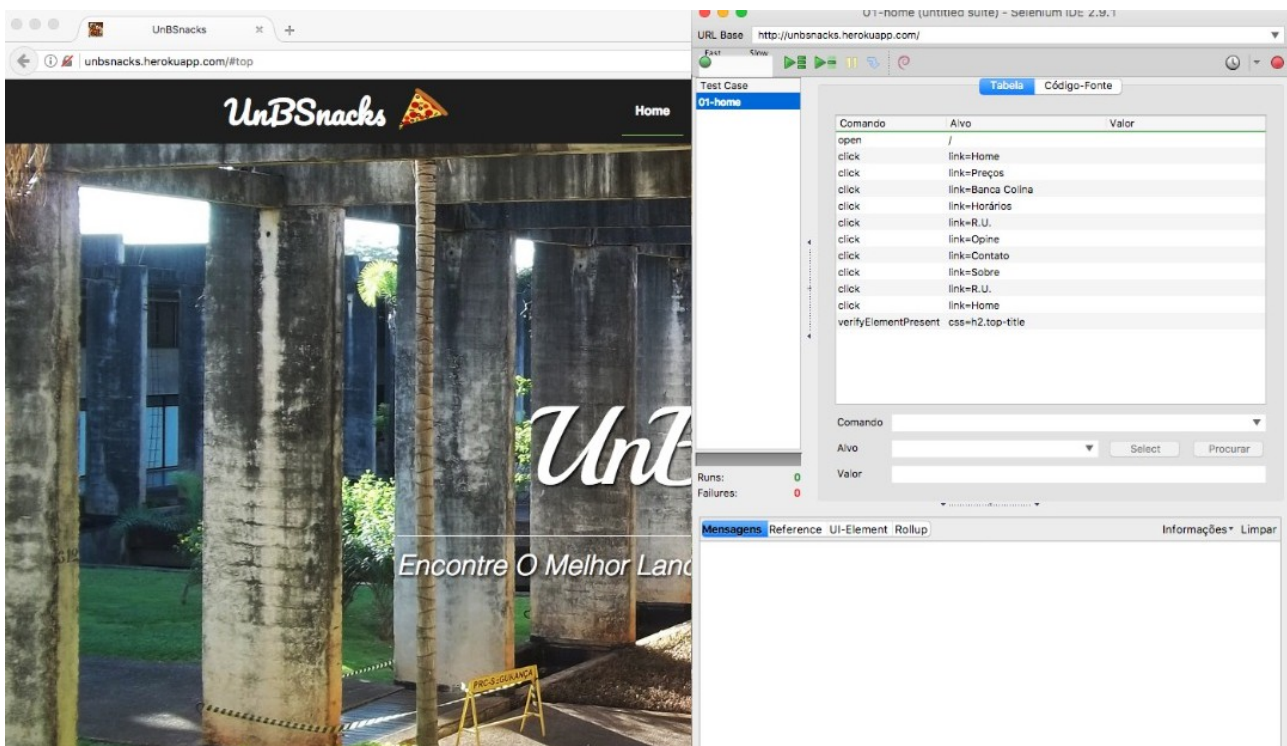 UnBSnacks
unbsnacks.herokuapp.com/#top
UnBSnacks
Home
UnB
Encontre O Melhor Lanc
PRC-SEGURANÇA
01-home (untitled suite) - Selenium IDE 2.9.1
URL Base http://unbsnacks.herokuapp.com/
Fast Slow
Test Case
01-home
Tabela Código-Fonte
Comando Alvo Valor
open /
click link=Home
click link=Preços
click link=Banca Colina
click link=Horários
click link=R.U.
click link=Opine
click link=Contato
click link=Sobre
click link=R.U.
click link=Home
verifyElementPresent css=h2.top-title
Comando
Alvo Select Procurar
Valor
Runs: 0
Failures: 0
Mensagens Reference UI-Element Rollup Informações Limpar